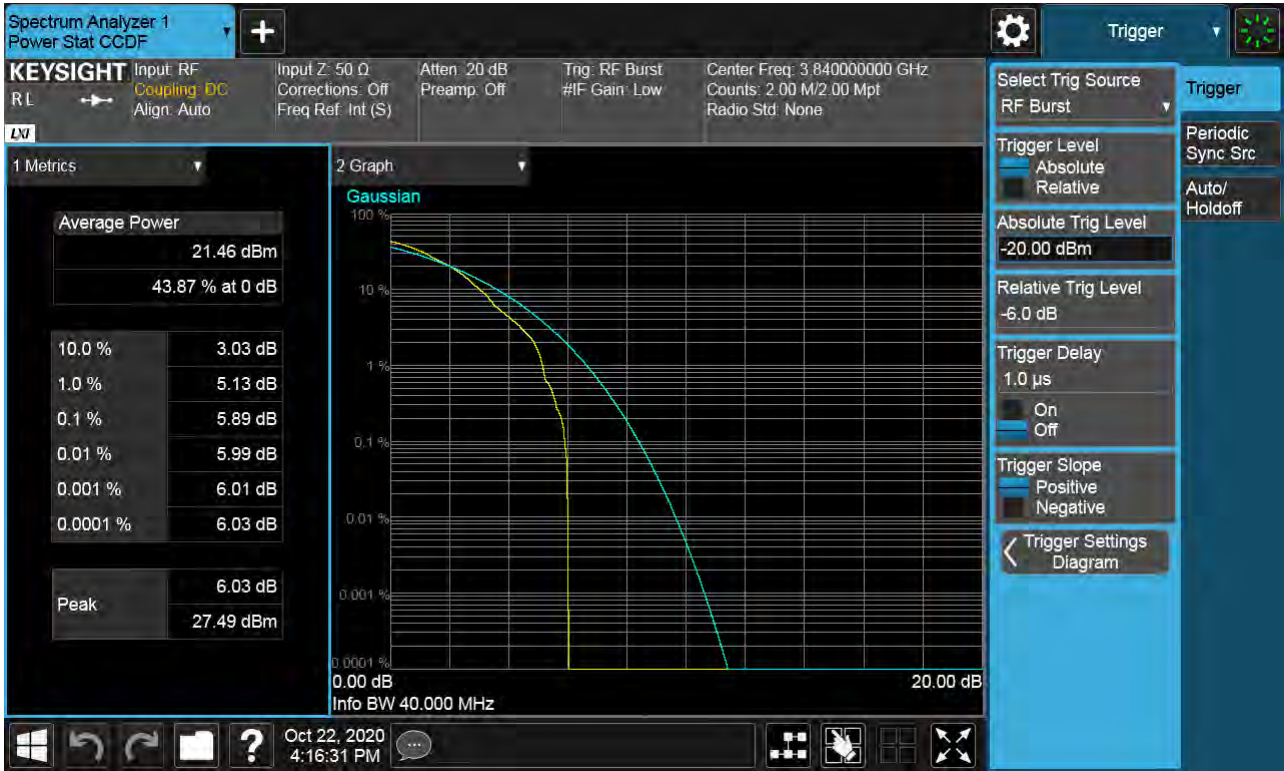 Spectrum Analyzer 1
Power Stat CCDF
+
Trigger
KEYSIGHT
RL
LXI
Input: RF
Coupling: DC
Align: Auto
Input Z: 50 Ω
Corrections: Off
Freq Ref: Int (S)
Atten: 20 dB
Preamp: Off
Trig: RF Burst
#IF Gain: Low
Center Freq: 3.840000000 GHz
Counts: 2.00 M/2.00 Mpt
Radio Std: None
1 Metrics
Average Power
21.46 dBm
43.87 % at 0 dB
10.0 % 3.03 dB
1.0 % 5.13 dB
0.1 % 5.89 dB
0.01 % 5.99 dB
0.001 % 6.01 dB
0.0001 % 6.03 dB
Peak
6.03 dB
27.49 dBm
2 Graph
Gaussian
100 %
10 %
1 %
0.1 %
0.01 %
0.001 %
0.0001 %
0.00 dB
20.00 dB
Info BW 40.000 MHz
Select Trig Source
RF Burst
Trigger Level
Absolute
Relative
Absolute Trig Level
-20.00 dBm
Relative Trig Level
-6.0 dB
Trigger Delay
1.0 µs
On
Off
Trigger Slope
Positive
Negative
Trigger Settings
Diagram
Trigger
Periodic
Sync Src
Auto/
Holdoff
?
Oct 22, 2020
4:16:31 PM